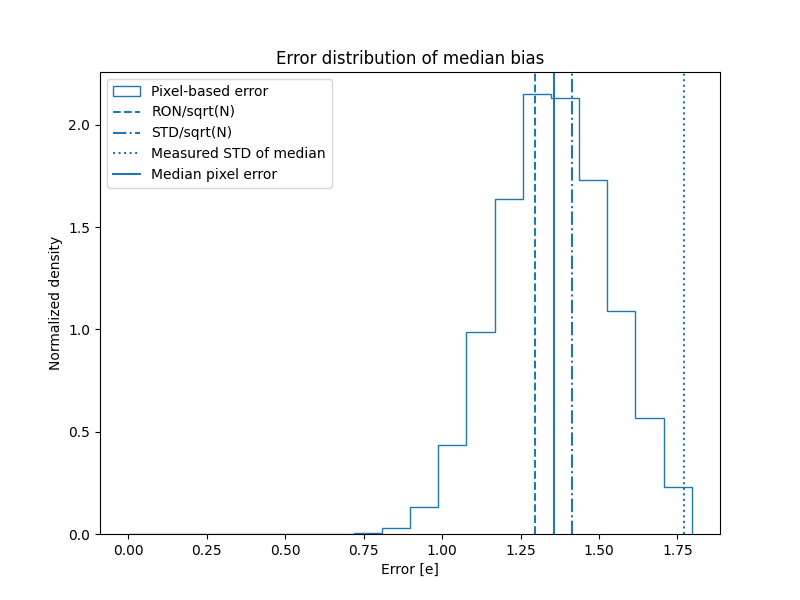 Error distribution of median bias
Pixel-based error
RON/sqrt(N)
STD/sqrt(N)
Measured STD of median
Median pixel error
Normalized density
2.0
1.5
1.0
0.5
0.0
0.00 0.25 0.50 0.75 1.00 1.25 1.50 1.75
Error [e]